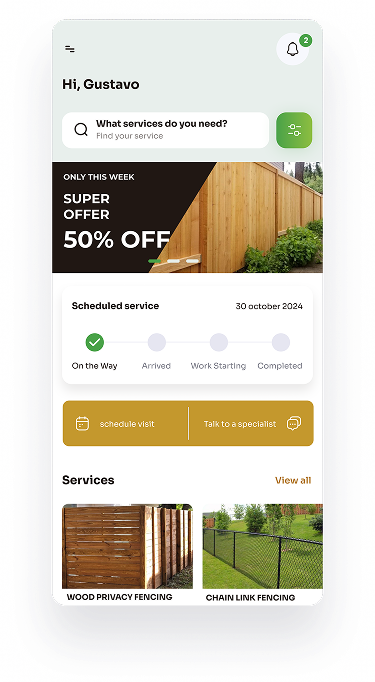 2
Hi, Gustavo
What services do you need?
Find your service
ONLY THIS WEEK
SUPER
OFFER
50% OFF
Scheduled service 30 october 2024
On the Way Arrived Work Starting Completed
schedule visit Talk to a specialist
Services View all
WOOD PRIVACY FENCING CHAIN LINK FENCING